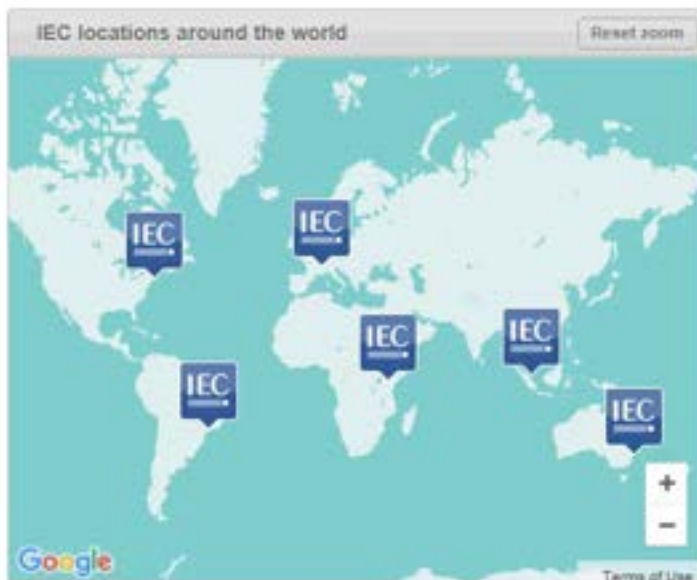 IEC locations around the world
Reset zoom
IEC
IEC
IEC
IEC
IEC
IEC
+
−
Google
Terms of Use